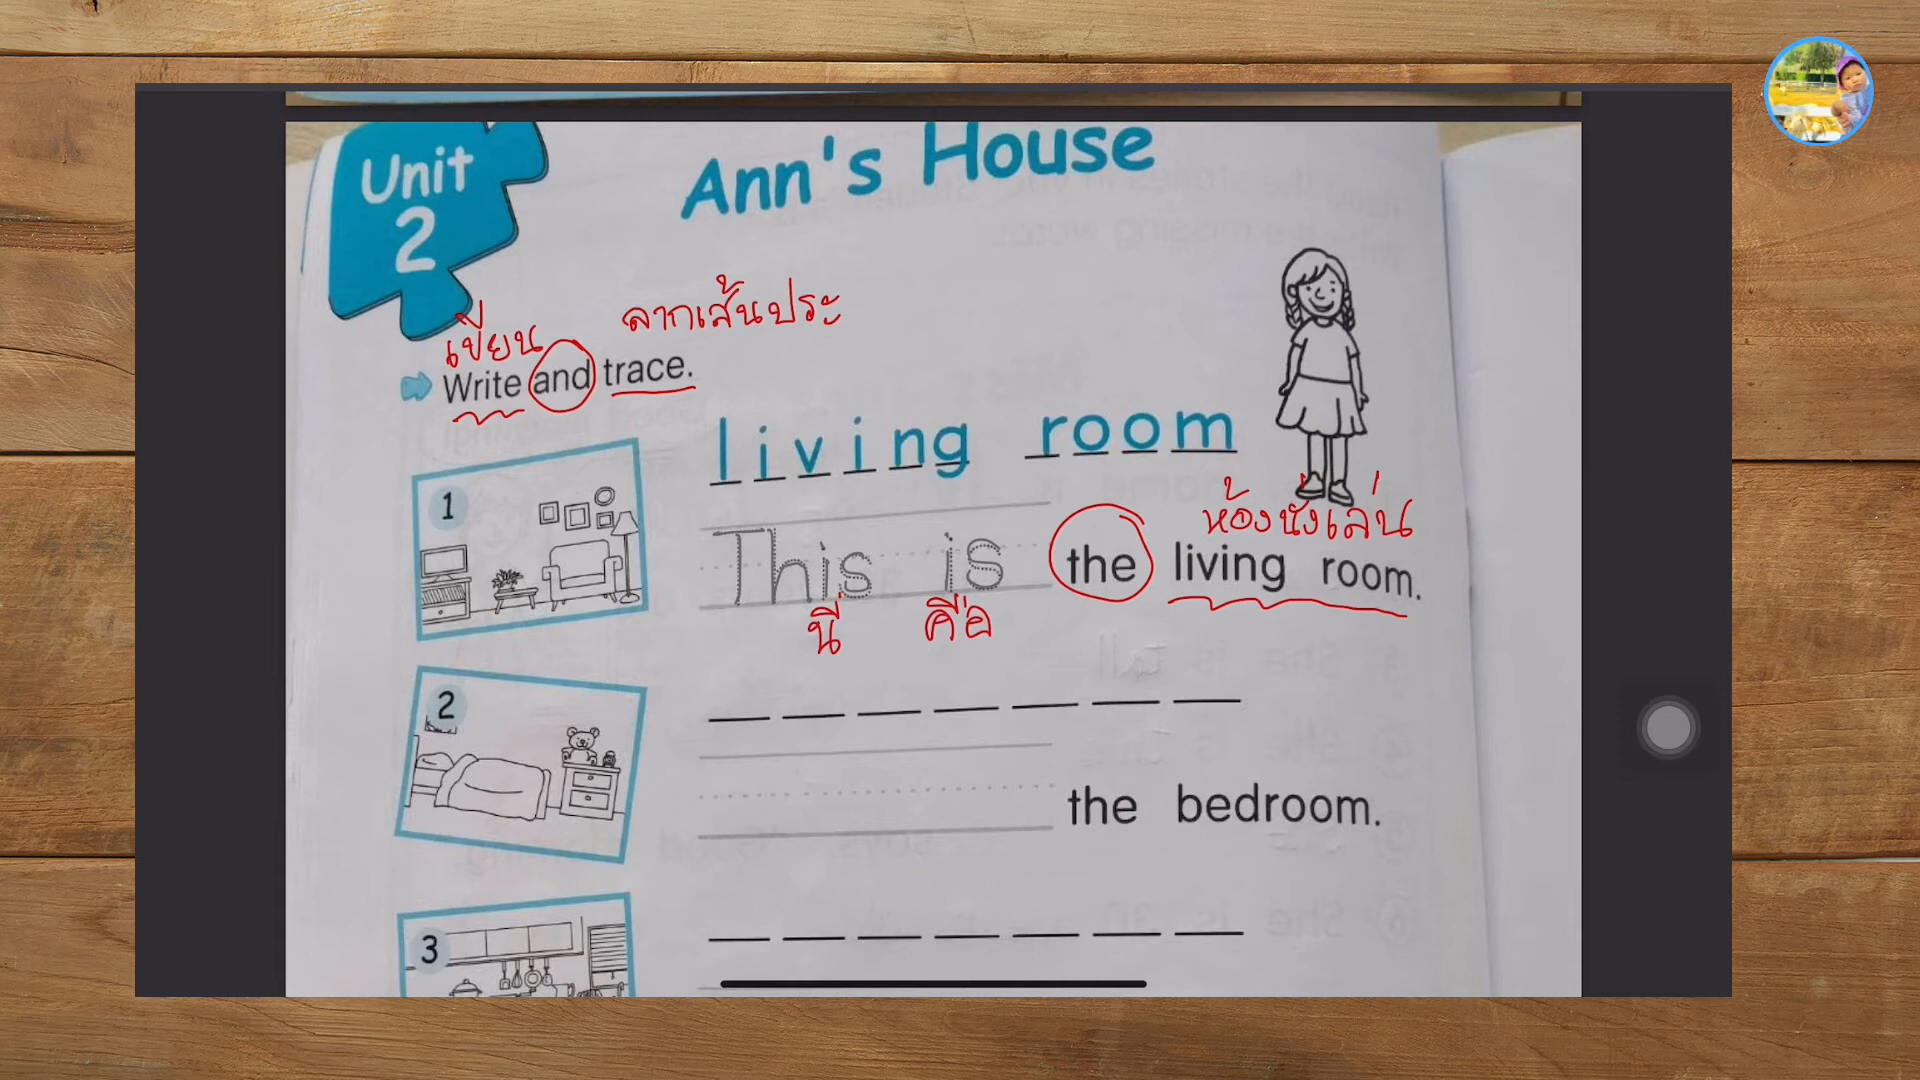 Unit
2
Ann's House
เขียน ลากเส้นประ
Write and trace.
1
living room
ห้องนั่งเล่น
This is the living room.
นี่ คือ
2
the bedroom.
3